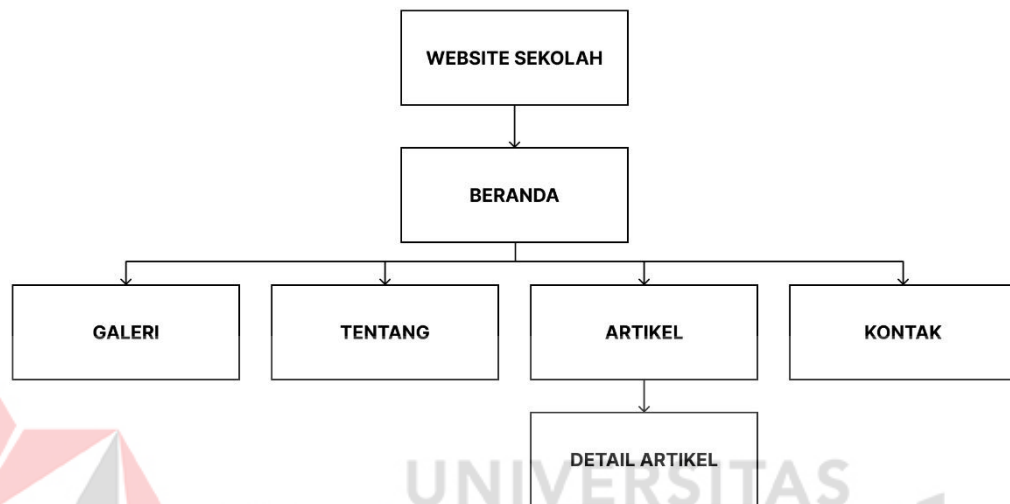 WEBSITE SEKOLAH
BERANDA
GALERI
TENTANG
ARTIKEL
KONTAK
DETAIL ARTIKEL
UNIVERSITAS